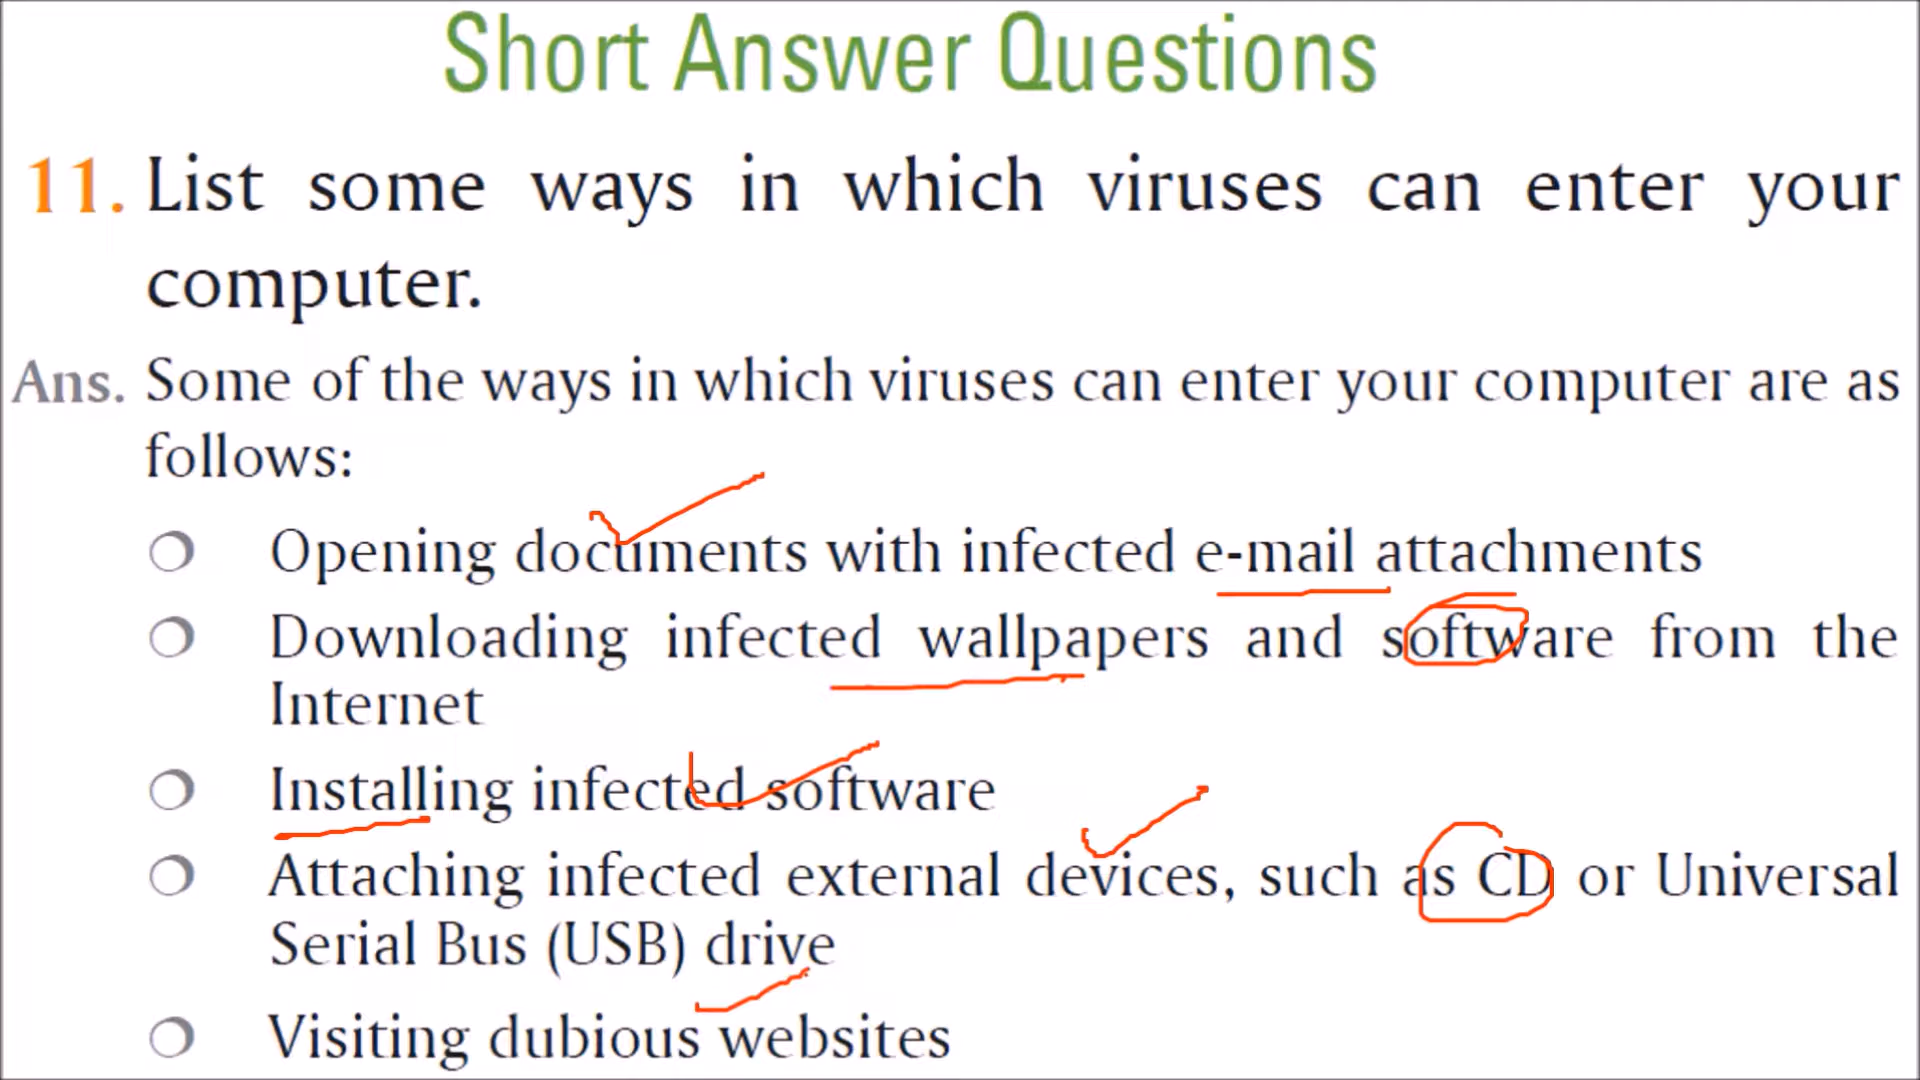 Short Answer Questions
11. List some ways in which viruses can enter your
computer.
Ans. Some of the ways in which viruses can enter your computer are as
follows:
Opening documents with infected e-mail attachments
Downloading infected wallpapers and software from the
Internet
Installing infected software
Attaching infected external devices, such as CD or Universal
Serial Bus (USB) drive
Visiting dubious websites